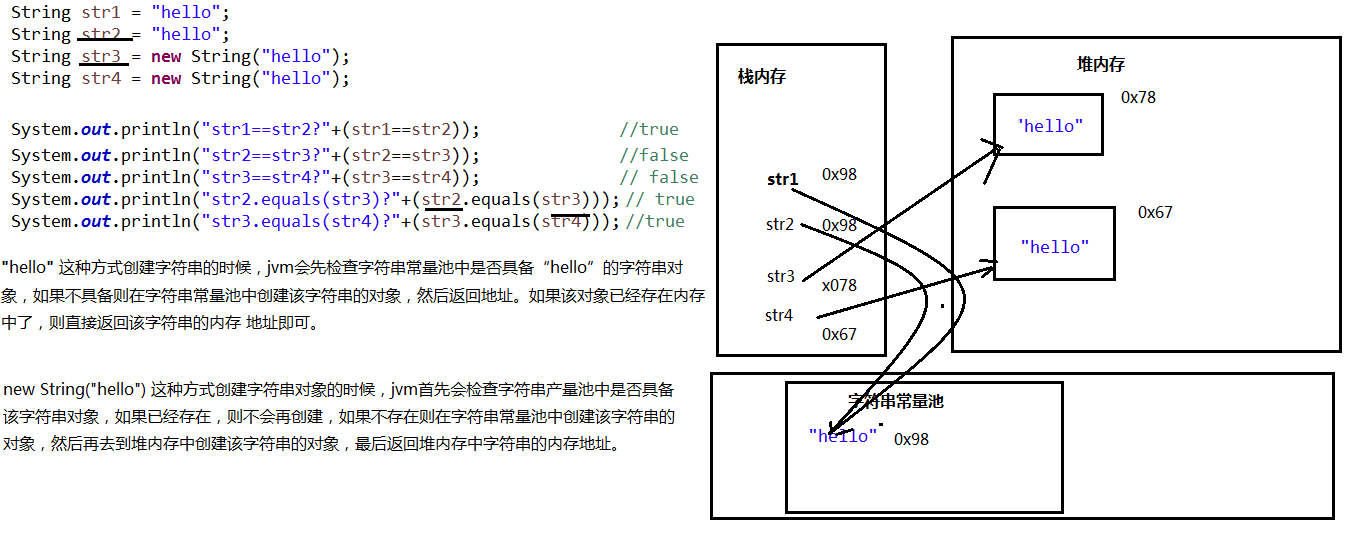 String str1 = "hello";
String str2 = "hello";
String str3 = new String("hello");
String str4 = new String("hello");
System.out.println("str1==str2?"+(str1==str2)); //true
System.out.println("str2==str3?"+(str2==str3)); //false
System.out.println("str3==str4?"+(str3==str4)); // false
System.out.println("str2.equals(str3)?"+(str2.equals(str3))); // true
System.out.println("str3.equals(str4)?"+(str3.equals(str4))); //true
"hello" 这种方式创建字符串的时候，jvm会先检查字符串常量池中是否具备“hello”的字符串对
象，如果不具备则在字符串常量池中创建该字符串的对象，然后返回地址。如果该对象已经存在内存
中了，则直接返回该字符串的内存 地址即可。
new String("hello") 这种方式创建字符串对象的时候，jvm首先会检查字符串产量池中是否具备
该字符串对象，如果已经存在，则不会再创建，如果不存在则在字符串常量池中创建该字符串的
对象，然后再去到堆内存中创建该字符串的对象，最后返回堆内存中字符串的内存地址。
栈内存
str1 0x98
str2 0x98
str3 x078
str4 0x67
堆内存
"hello" 0x78
"hello" 0x67
字符串常量池
"hello" 0x98